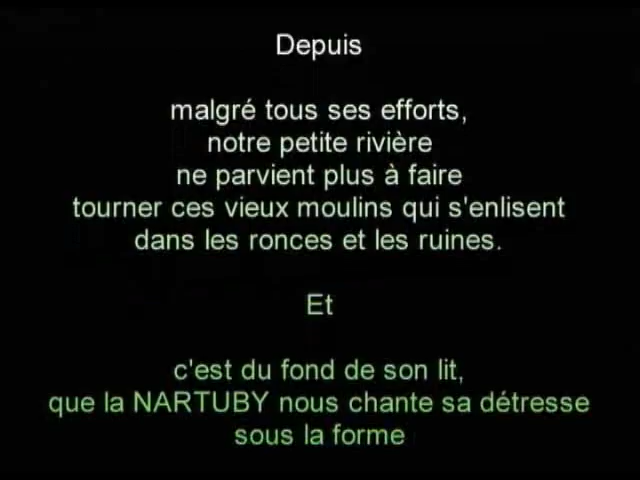 Depuis
malgré tous ses efforts,
notre petite rivière
ne parvient plus à faire
tourner ces vieux moulins qui s'enlisent
dans les ronces et les ruines.
Et
c'est du fond de son lit,
que la NARTUBY nous chante sa détresse
sous la forme